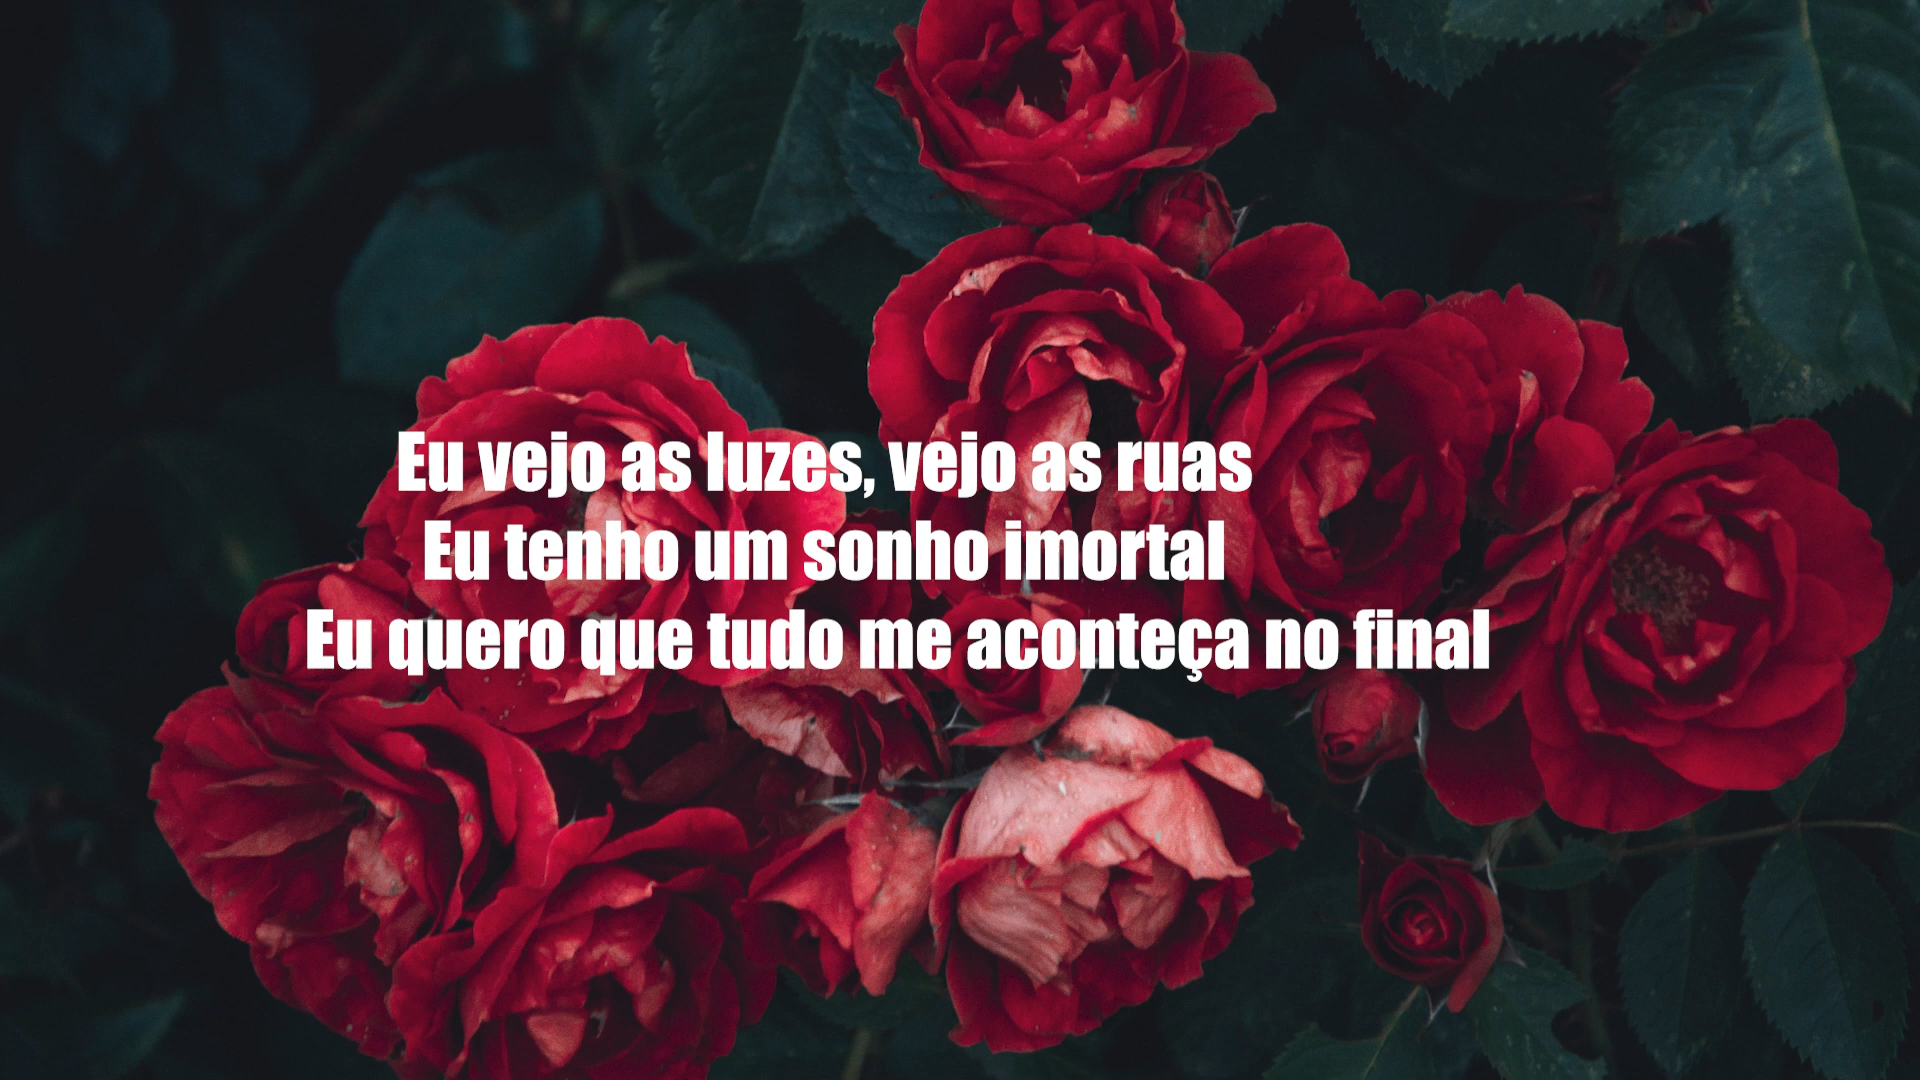 Eu vejo as luzes, vejo as ruas
Eu tenho um sonho imortal
Eu quero que tudo me aconteça no final